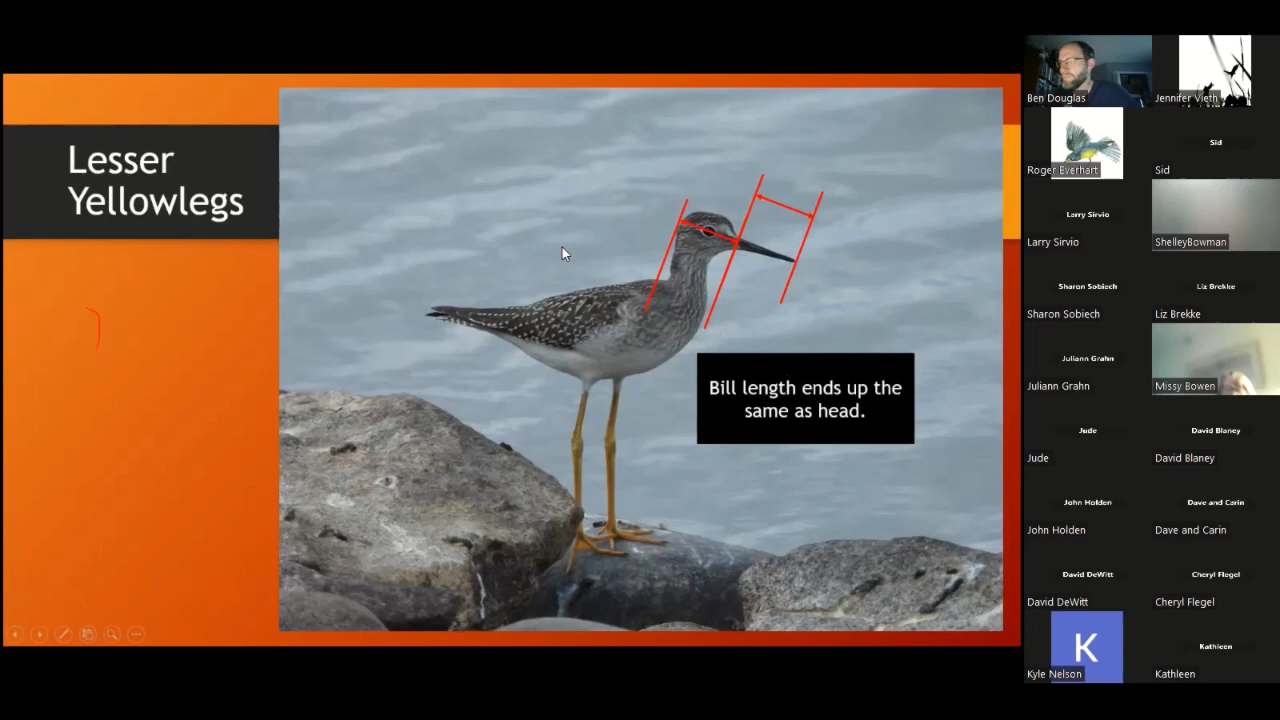 Lesser
Yellowlegs
Bill length ends up the
same as head.
Ben Douglas
Jennifer Vieth
Roger Everhart
Sid
Sid
Larry Sirvio
Larry Sirvio
ShelleyBowman
Sharon Sobiech
Sharon Sobiech
Liz Brekke
Liz Brekke
Juliann Grahn
Juliann Grahn
Missy Bowen
Jude
Jude
David Blaney
David Blaney
John Holden
John Holden
Dave and Carin
Dave and Carin
David DeWitt
David DeWitt
Cheryl Flegel
Cheryl Flegel
K
Kyle Nelson
Kathleen
Kathleen